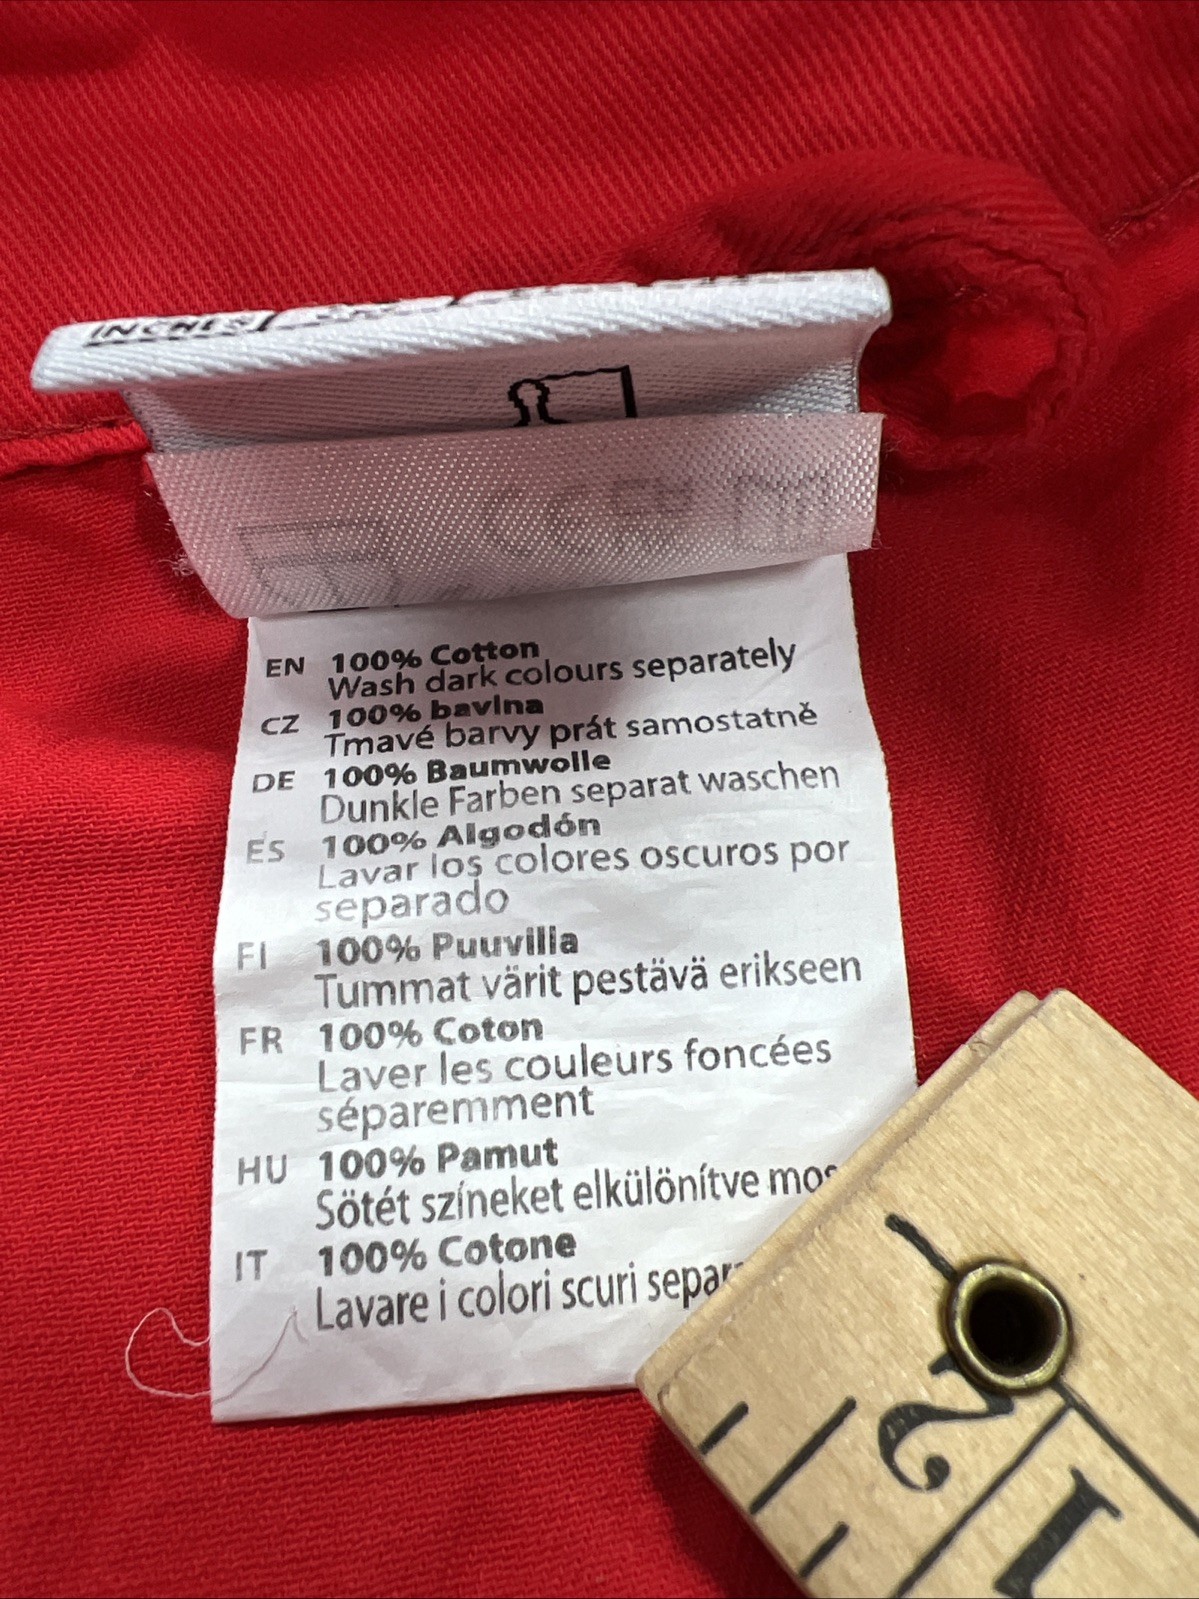 INCHES
EN 100% Cotton
Wash dark colours separately
CZ 100% bavlna
Tmavé barvy prát samostatně
DE 100% Baumwolle
Dunkle Farben separat waschen
ES 100% Algodón
Lavar los colores oscuros por
separado
FI 100% Puuvilla
Tummat värit pestävä erikseen
FR 100% Coton
Laver les couleurs foncées
séparemment
HU 100% Pamut
Sötét színeket elkülönítve
IT 100% Cotone
Lavare i colori scuri
2
1